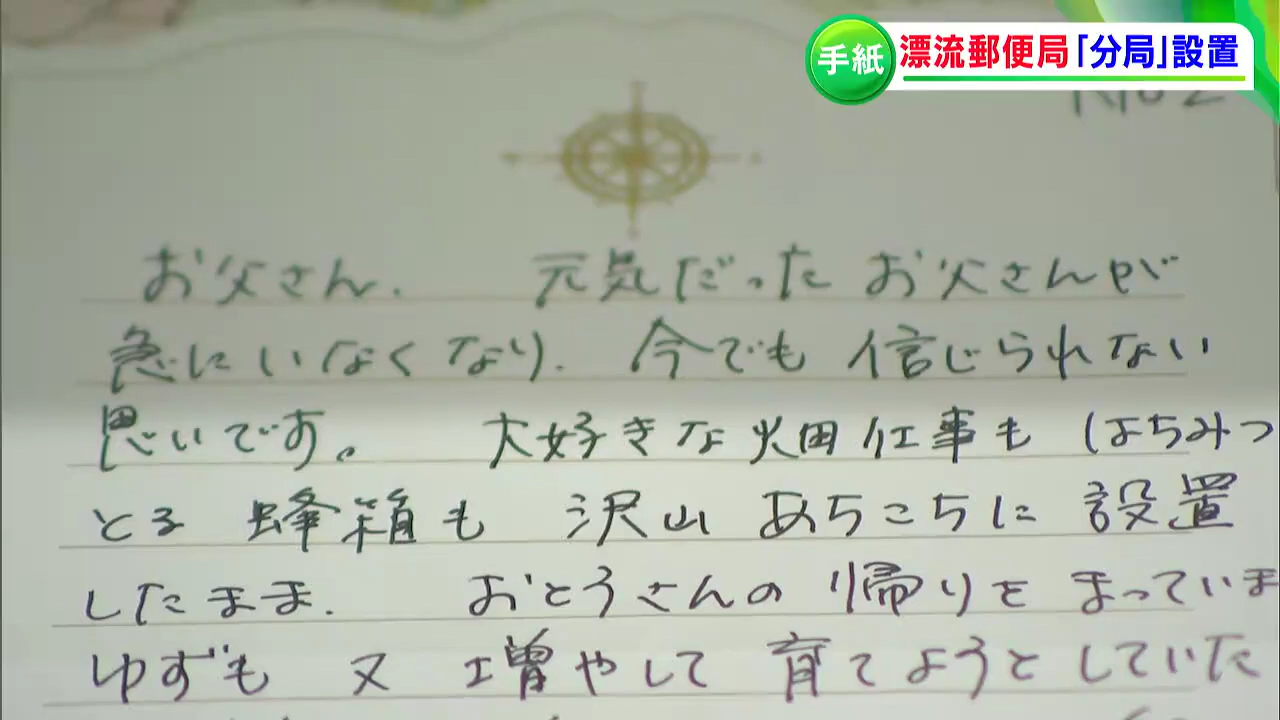 手紙
漂流郵便局「分局」設置
お父さん. 元気だったお父さんが
急にいなくなり. 今でも信じられない
思いです。 大好きな畑仕事も はちみつ
とる 蜂箱も 沢山 あちこちに 設置
したまま. おとうさんの 帰りを まっていま
ゆずも 又 増やして 育てようとしていた